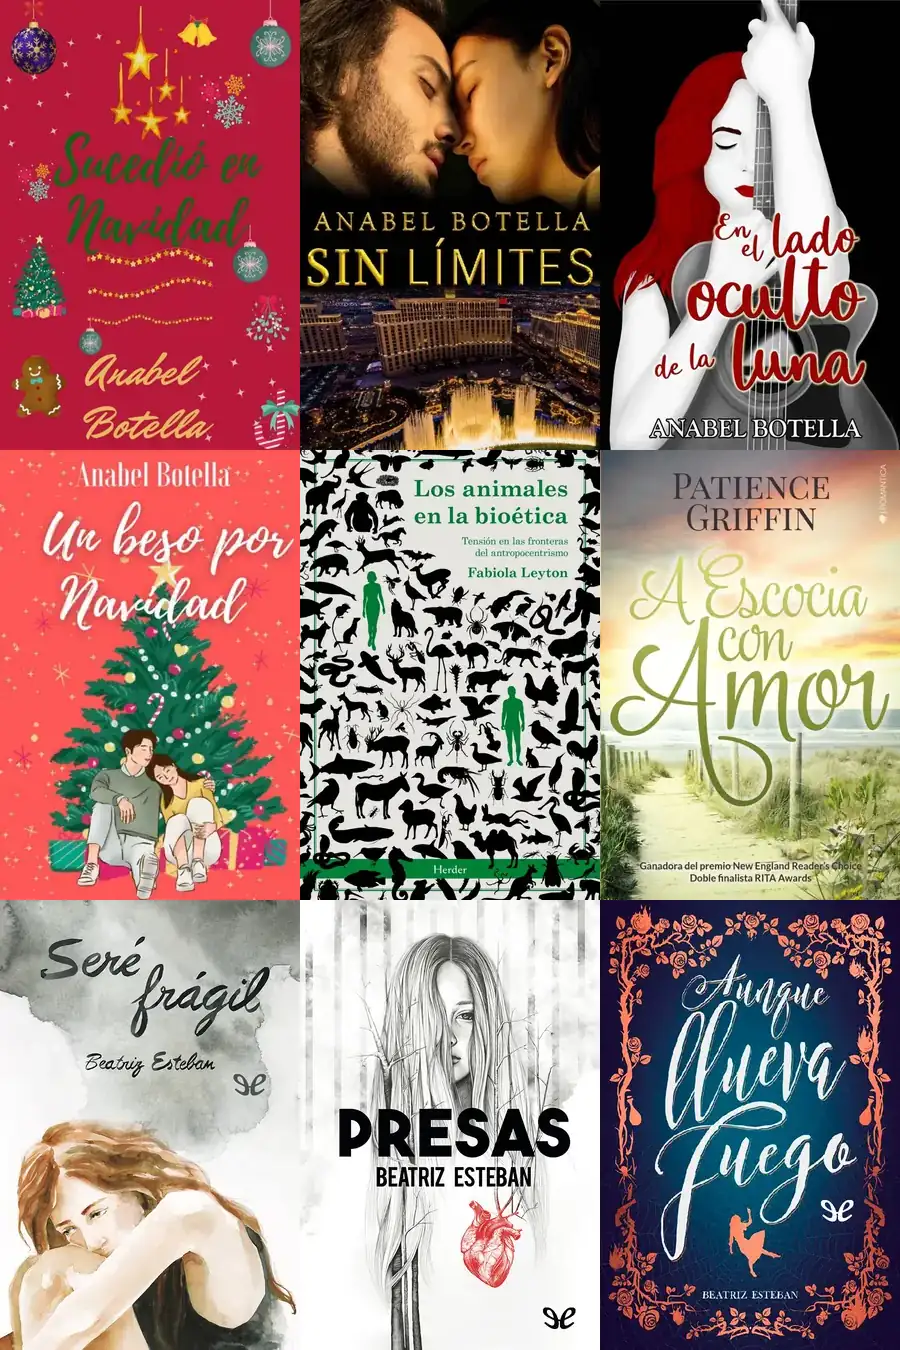 Sucedió en
Navidad
Anabel
Botella
ANABEL BOTELLA
SIN LÍMITES
En
el lado
oculto
de la luna
ANABEL BOTELLA
Anabel Botella
Un beso por
Navidad
Los animales
en la bioética
Tensión en las fronteras
del antropocentrismo
Fabiola Leyton
Herder
PATIENCE
GRIFFIN
A Escocia
con
Amor
Ganadora del premio New England Reader's Choice
Doble finalista RITA Awards
Seré
frágil
Beatriz Esteban
PRESAS
BEATRIZ ESTEBAN
Aunque
llueva
fuego
BEATRIZ ESTEBAN